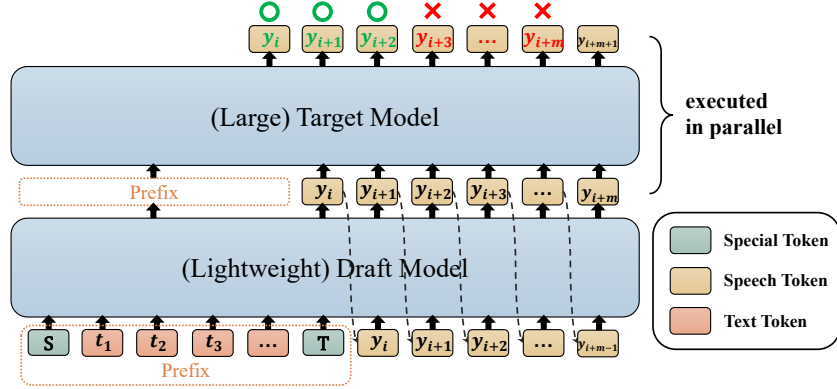 y_i y_{i+1} y_{i+2} y_{i+3} ... y_{i+m} y_{i+m+1}
(Large) Target Model
executed
in parallel
Prefix y_i y_{i+1} y_{i+2} y_{i+3} ... y_{i+m}
(Lightweight) Draft Model
S t_1 t_2 t_3 ... T y_i y_{i+1} y_{i+2} ... y_{i+m-1}
Prefix
Special Token
Speech Token
Text Token